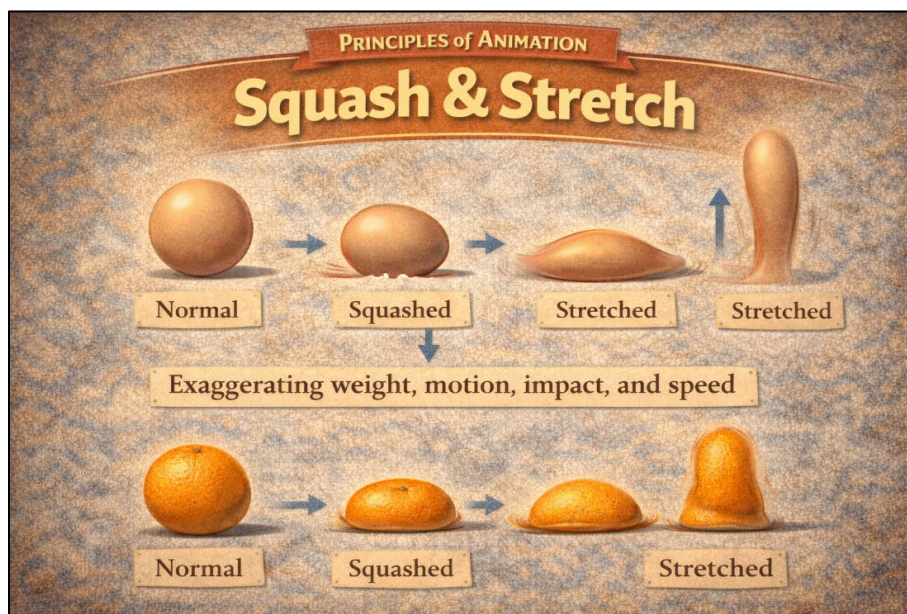 PRINCIPLES of ANIMATION
Squash & Stretch
Normal
Squashed
Stretched
Stretched
Exaggerating weight, motion, impact, and speed
Normal
Squashed
Stretched